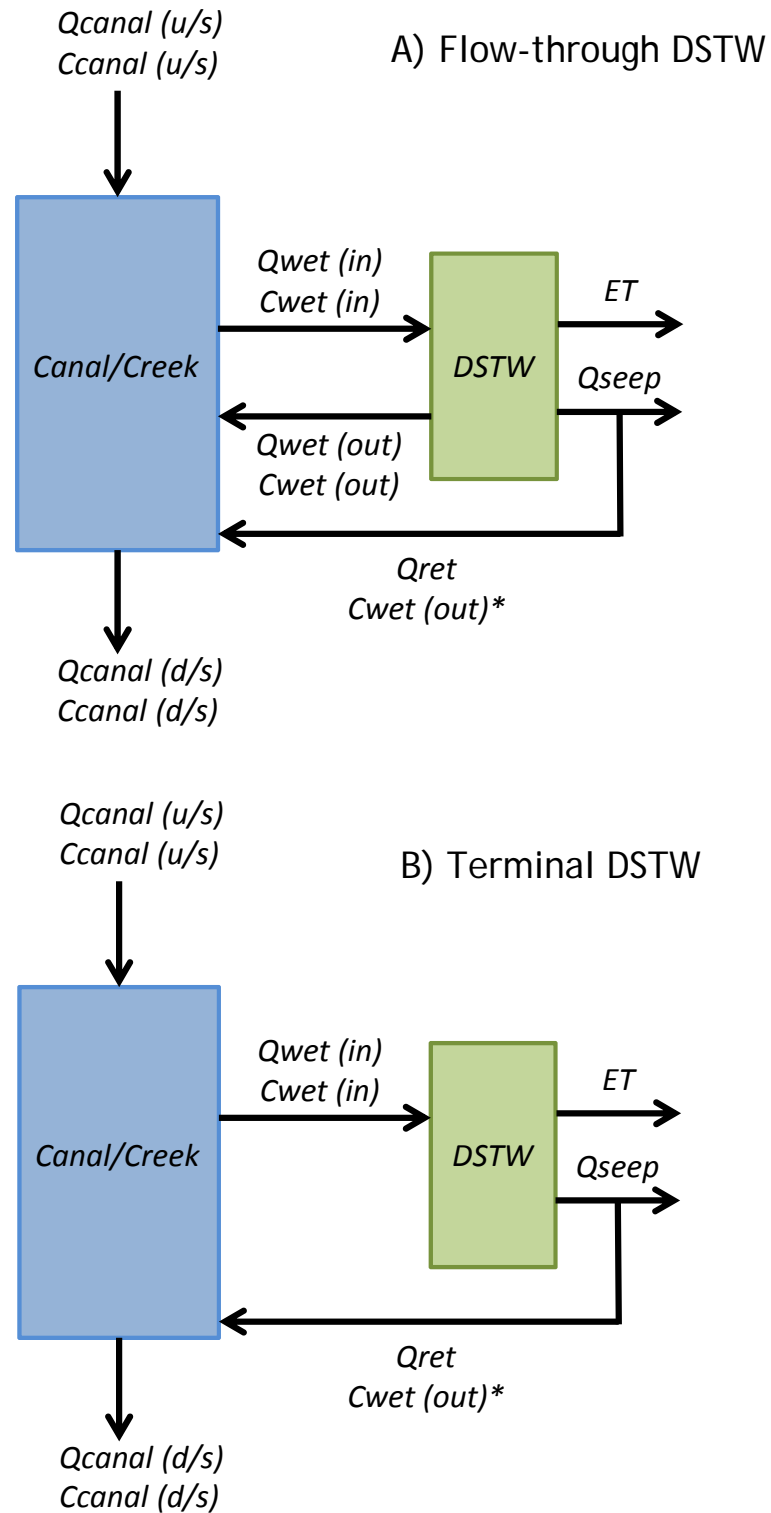 Qcanal (u/s)
Ccanal (u/s)
A) Flow-through DSTW
Qwet (in)
Cwet (in)
ET
Canal/Creek
DSTW
Qseep
Qwet (out)
Cwet (out)
Qret
Cwet (out)*
Qcanal (d/s)
Ccanal (d/s)
Qcanal (u/s)
Ccanal (u/s)
B) Terminal DSTW
Qwet (in)
Cwet (in)
ET
Canal/Creek
DSTW
Qseep
Qret
Cwet (out)*
Qcanal (d/s)
Ccanal (d/s)